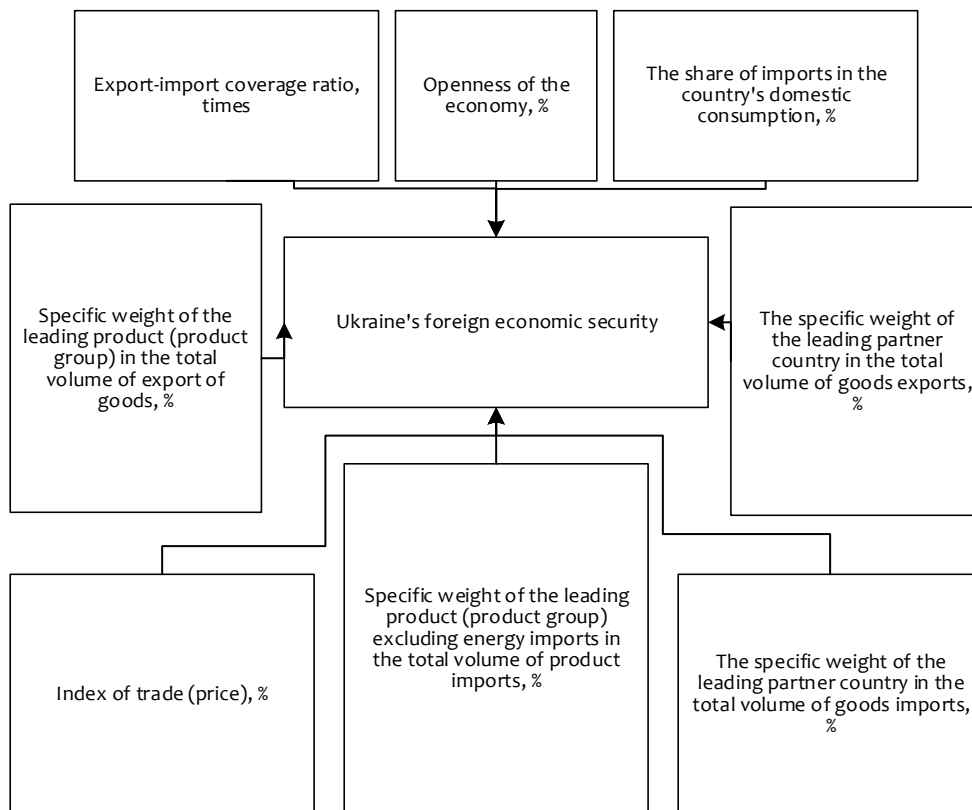 Export-import coverage ratio,
times
Openness of the
economy, %
The share of imports in the
country's domestic
consumption, %
Specific weight of the
leading product (product
group) in the total
volume of export of
goods, %
Ukraine's foreign economic security
The specific weight of
the leading partner
country in the total
volume of goods exports,
%
Index of trade (price), %
Specific weight of the leading
product (product group)
excluding energy imports in
the total volume of product
imports, %
The specific weight of the
leading partner country in the
total volume of goods imports,
%